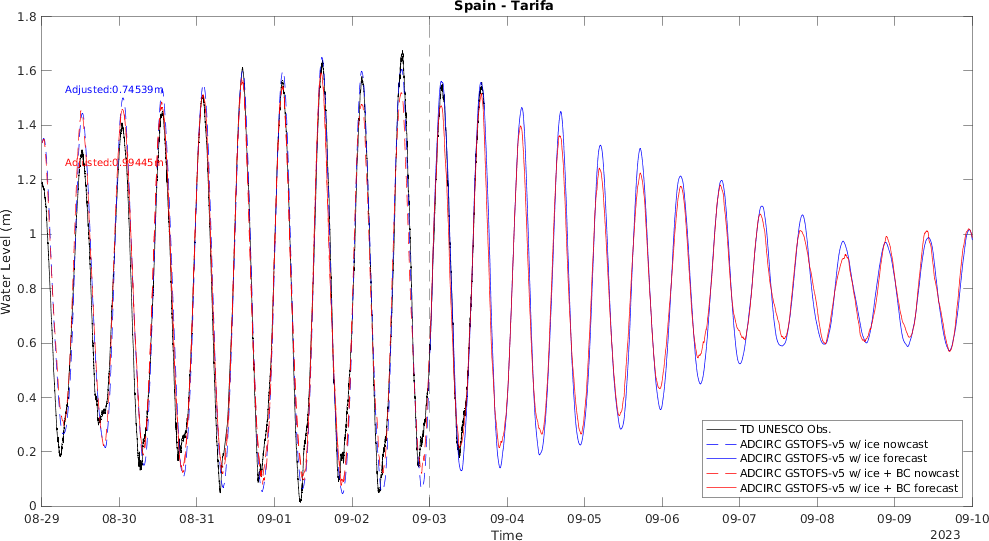 Spain - Tarifa
Water Level (m)
1.8
1.6
1.4
1.2
1
0.8
0.6
0.4
0.2
0
Adjusted:0.74539m
Adjusted:0.99445m
TD UNESCO Obs.
ADCIRC GSTOFS-v5 w/ ice nowcast
ADCIRC GSTOFS-v5 w/ ice forecast
ADCIRC GSTOFS-v5 w/ ice + BC nowcast
ADCIRC GSTOFS-v5 w/ ice + BC forecast
08-29 08-30 08-31 09-01 09-02 09-03 09-04 09-05 09-06 09-07 09-08 09-09 09-10
Time
2023